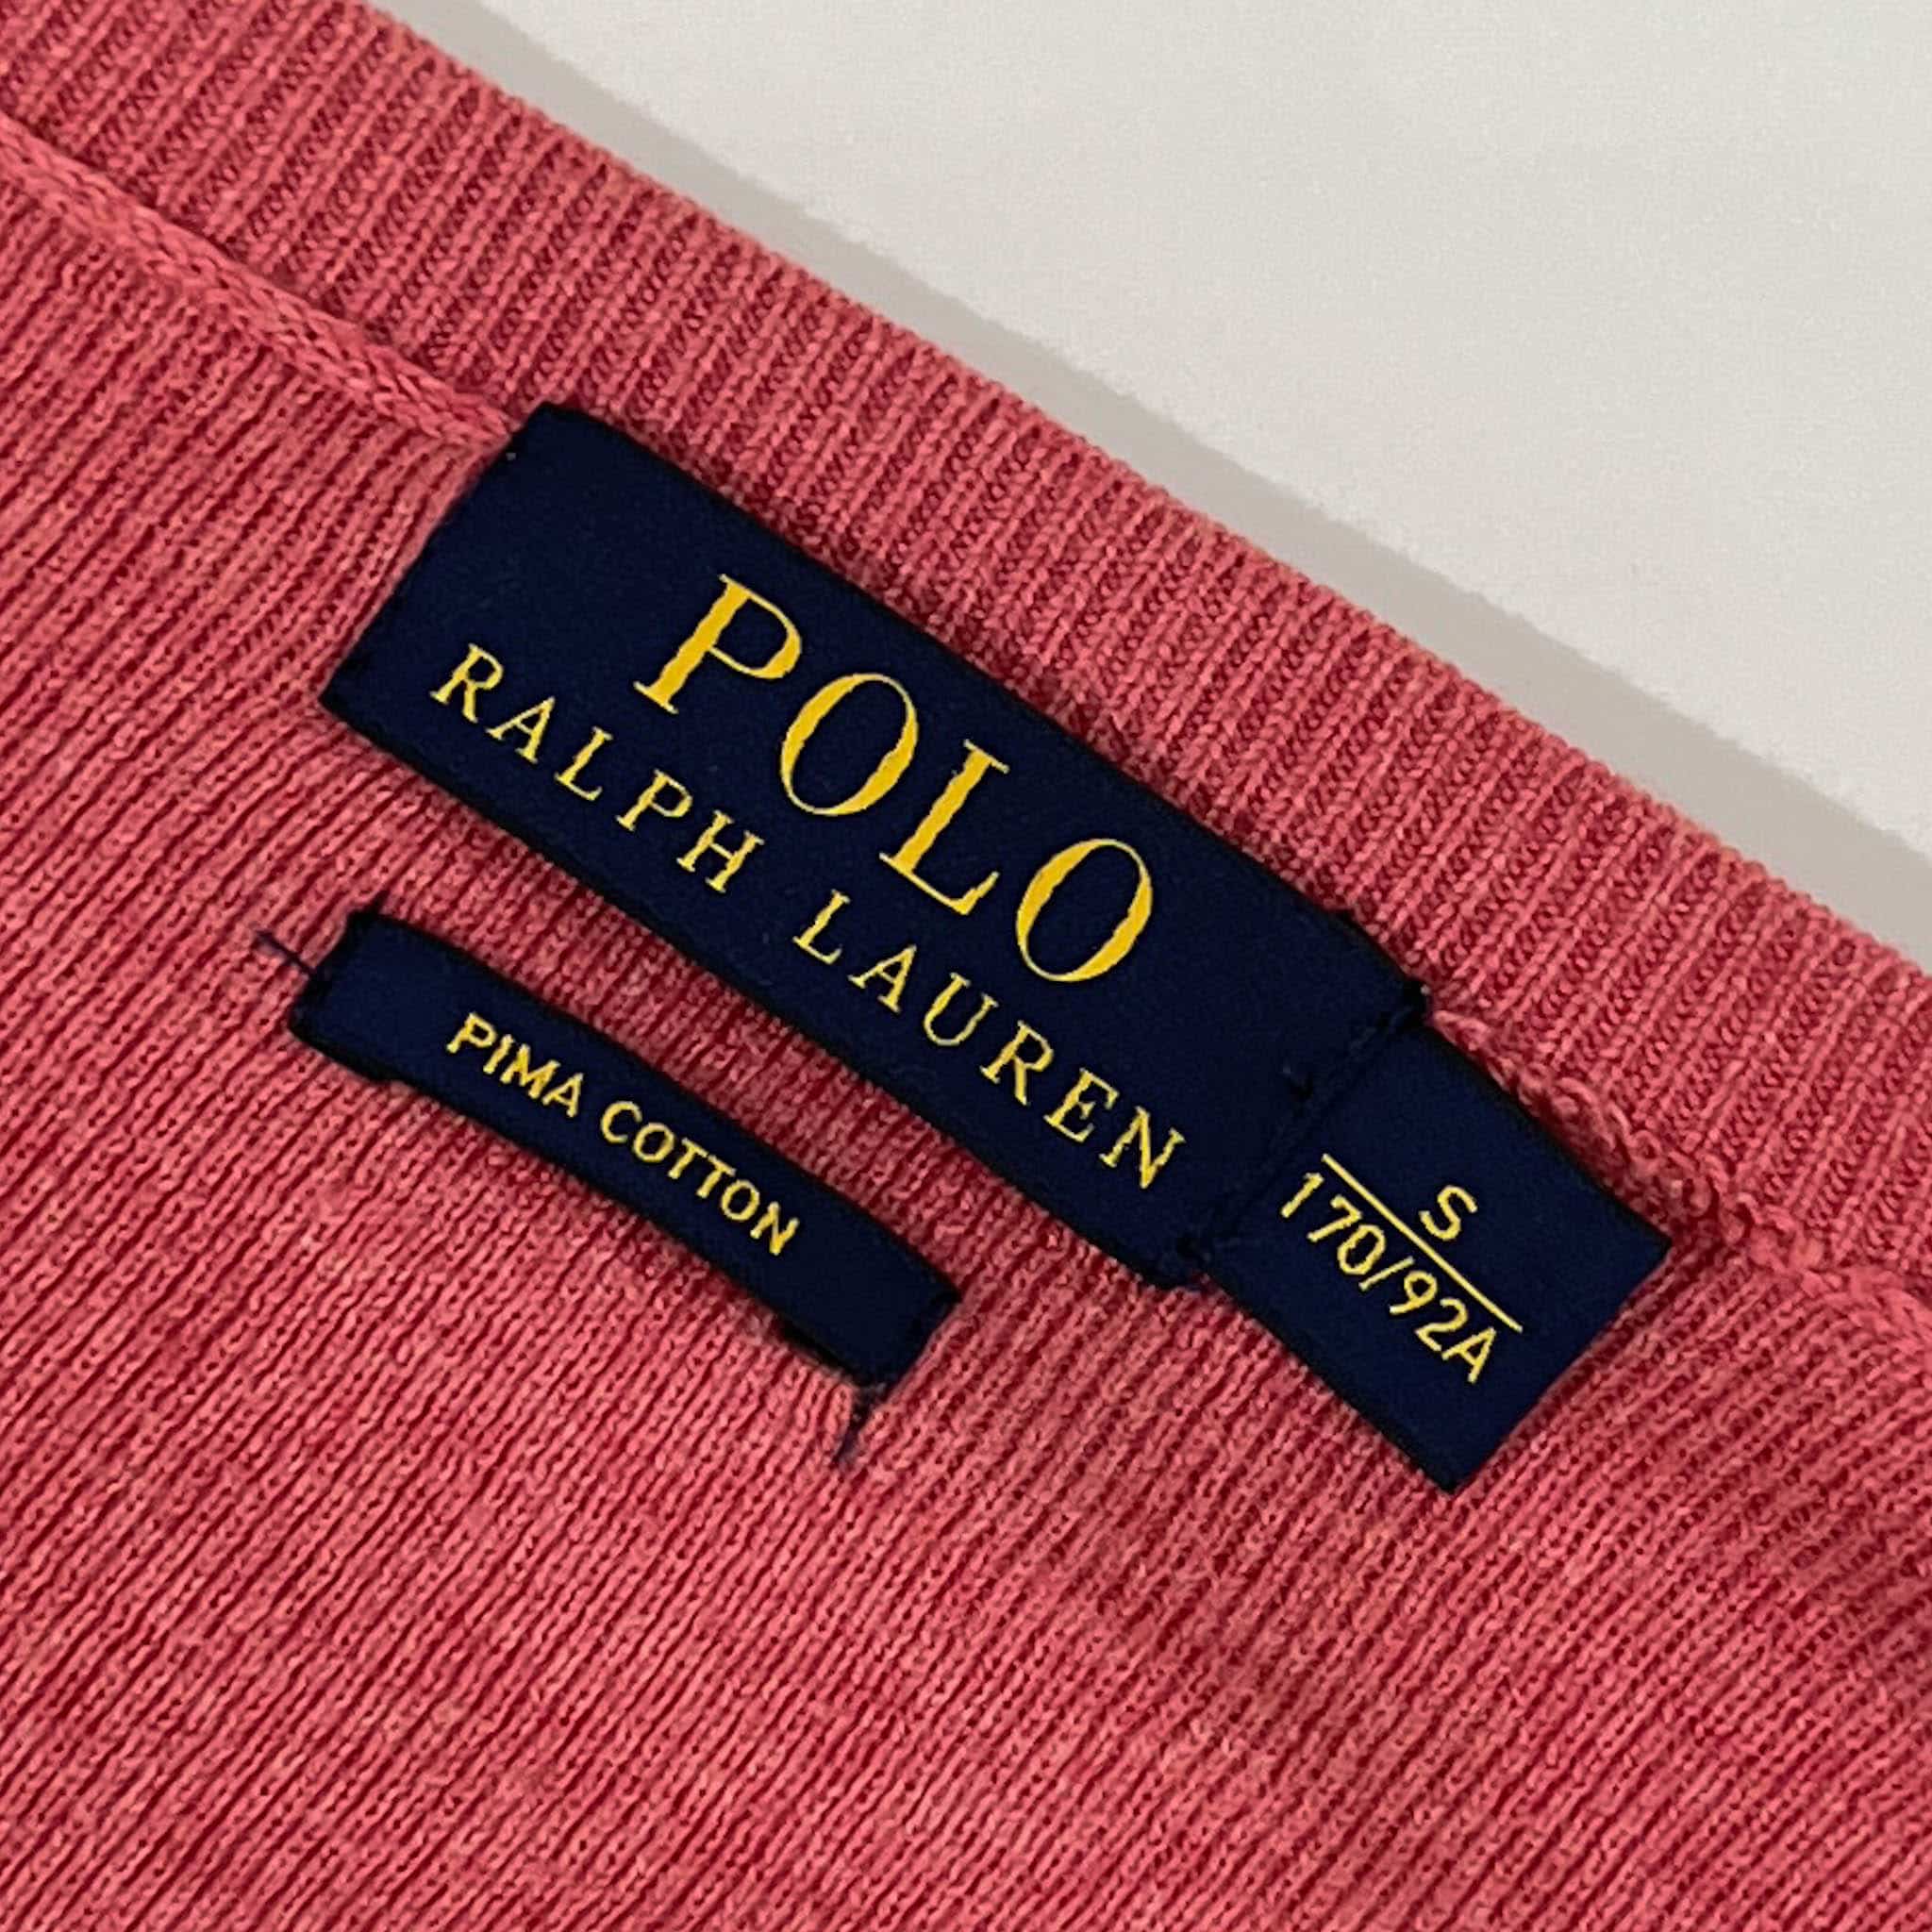 POLO
RALPH LAUREN
S
170/92A
PIMA COTTON